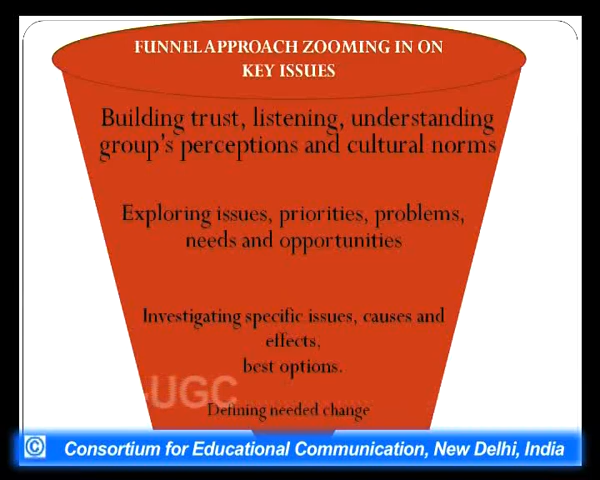 FUNNEL APPROACH ZOOMING IN ON
KEY ISSUES
Building trust, listening, understanding
group's perceptions and cultural norms
Exploring issues, priorities, problems,
needs and opportunities
Investigating specific issues, causes and
effects,
best options.
UGC
Defining needed change
© Consortium for Educational Communication, New Delhi, India